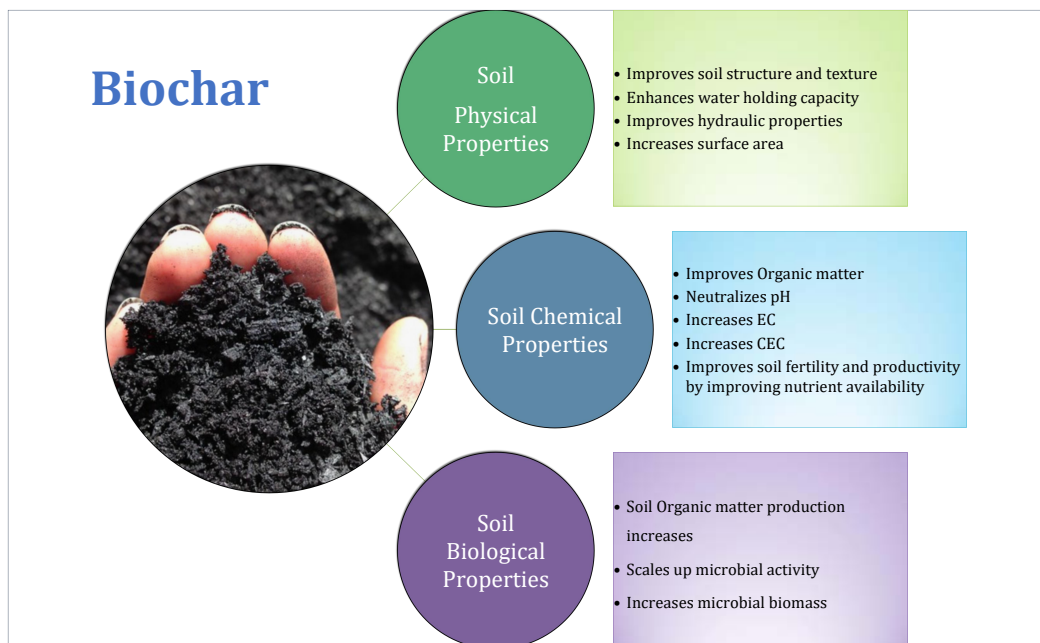 Biochar
Soil
Physical
Properties
• Improves soil structure and texture
• Enhances water holding capacity
• Improves hydraulic properties
• Increases surface area
Soil Chemical
Properties
• Improves Organic matter
• Neutralizes pH
• Increases EC
• Increases CEC
• Improves soil fertility and productivity
by improving nutrient availability
Soil
Biological
Properties
• Soil Organic matter production
increases
• Scales up microbial activity
• Increases microbial biomass